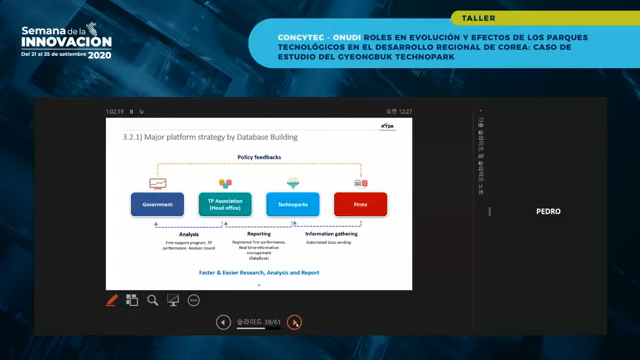 Semana de la
INNOVACIÓN
Del 21 al 25 de setiembre 2020
TALLER
CONCYTEC - ONUDI ROLES EN EVOLUCIÓN Y EFECTOS DE LOS PARQUES
TECNOLÓGICOS EN EL DESARROLLO REGIONAL DE COREA: CASO DE
ESTUDIO DEL GYEONGBUK TECHNOPARK
1:02:19
오전 12:27
3.2.1) Major platform strategy by Database Building
Policy feedbacks
Government
TP Association
(Head office)
Technoparks
Firms
Analysis
Reporting
Information gathering
Firm support program, TP
performance Analysis board
Registered firm performance,
Real time information
management
(DataBase)
Automated data sending
Faster & Easier Research, Analysis and Report
슬라이드 39/61
PEDRO